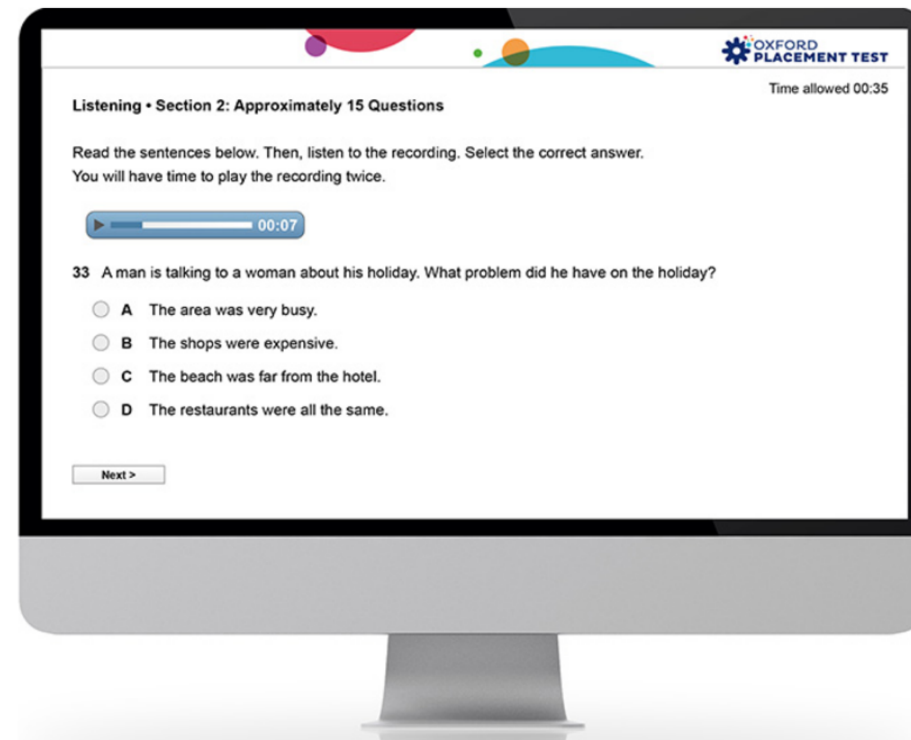 OXFORD
PLACEMENT TEST
Time allowed 00:35
Listening • Section 2: Approximately 15 Questions
Read the sentences below. Then, listen to the recording. Select the correct answer.
You will have time to play the recording twice.
00:07
33 A man is talking to a woman about his holiday. What problem did he have on the holiday?
A The area was very busy.
B The shops were expensive.
C The beach was far from the hotel.
D The restaurants were all the same.
Next >